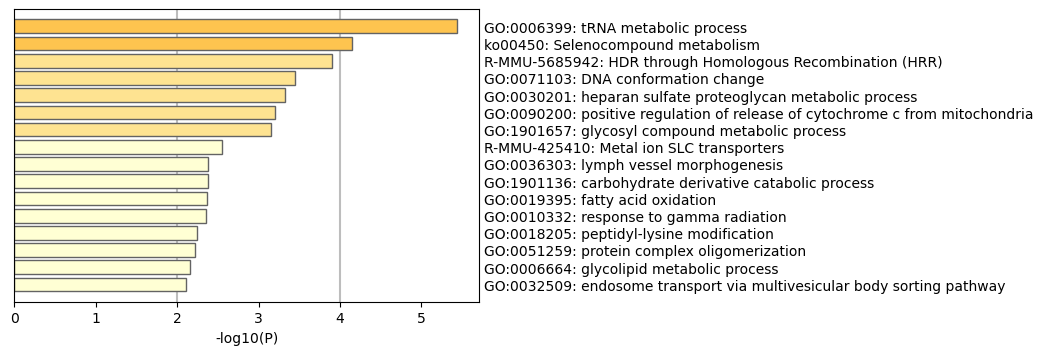 GO:0006399: tRNA metabolic process
ko00450: Selenocompound metabolism
R-MMU-5685942: HDR through Homologous Recombination (HRR)
GO:0071103: DNA conformation change
GO:0030201: heparan sulfate proteoglycan metabolic process
GO:0090200: positive regulation of release of cytochrome c from mitochondria
GO:1901657: glycosyl compound metabolic process
R-MMU-425410: Metal ion SLC transporters
GO:0036303: lymph vessel morphogenesis
GO:1901136: carbohydrate derivative catabolic process
GO:0019395: fatty acid oxidation
GO:0010332: response to gamma radiation
GO:0018205: peptidyl-lysine modification
GO:0051259: protein complex oligomerization
GO:0006664: glycolipid metabolic process
GO:0032509: endosome transport via multivesicular body sorting pathway
0 1 2 3 4 5
-log10(P)